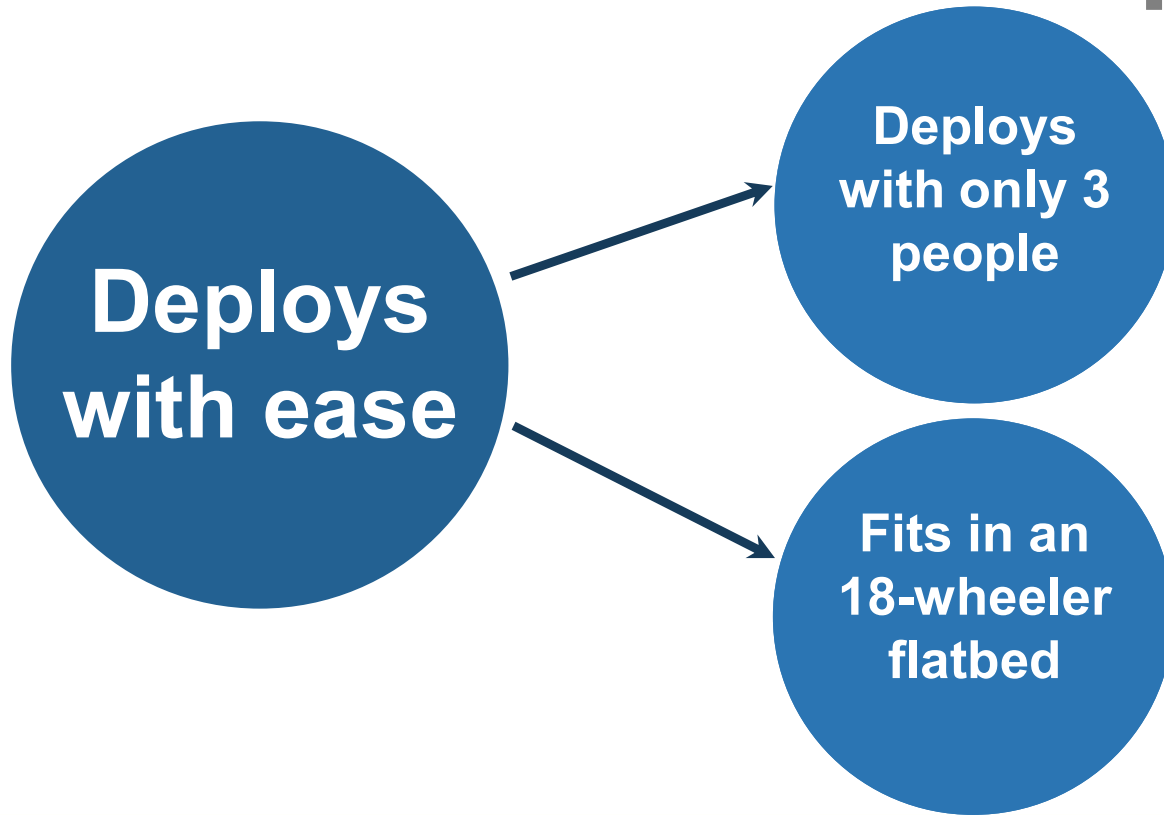 Deploys
with ease
Deploys
with only 3
people
Fits in an
18-wheeler
flatbed